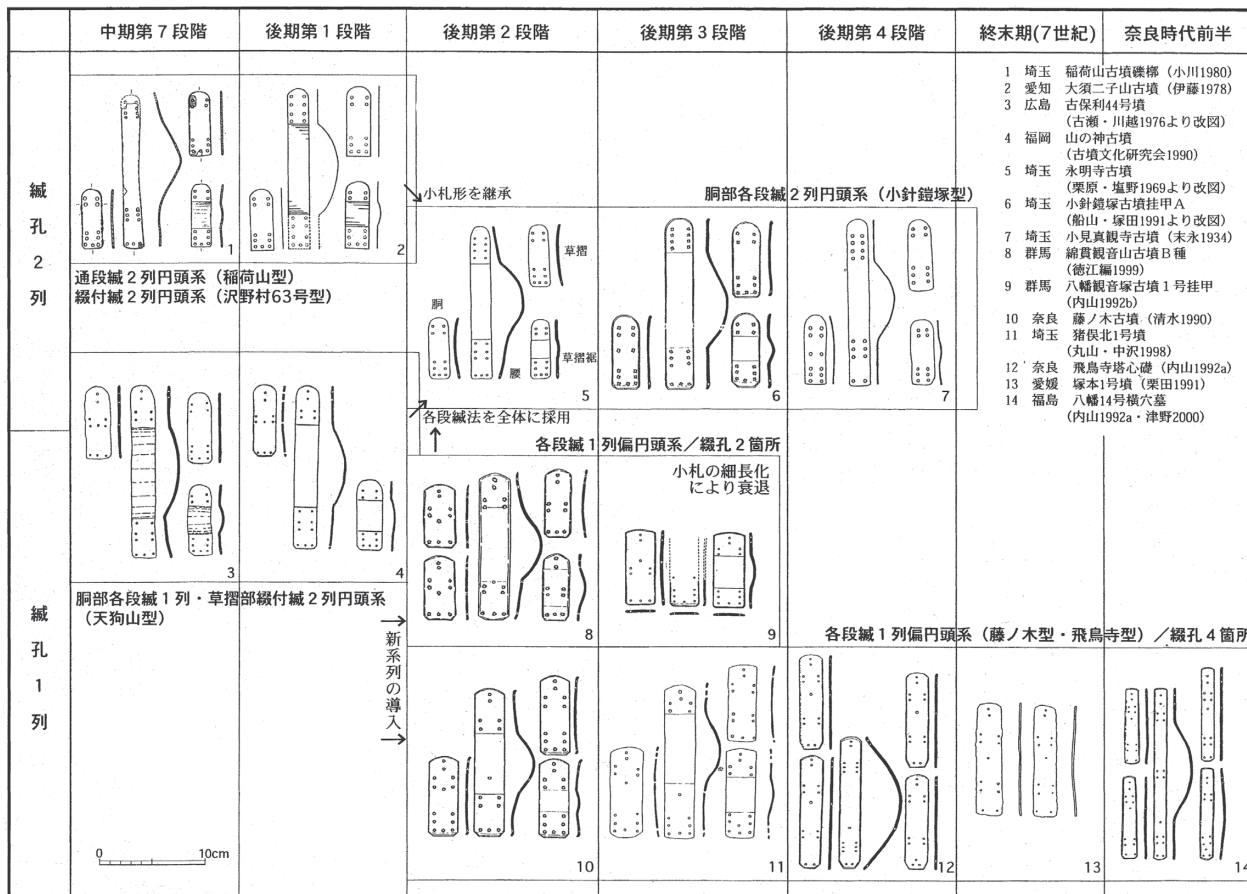 中期第7段階
後期第1段階
後期第2段階
後期第3段階
後期第4段階
終末期(7世紀)
奈良時代前半
縅孔2列
縅孔1列
1 埼玉 稲荷山古墳礫槨(小川1980)
2 愛知 大須二子山古墳(伊藤1978)
3 広島 古保利44号墳
(古瀬・川越1976より改図)
4 福岡 山の神古墳
(古墳文化研究会1990)
5 埼玉 永明寺古墳
(栗原・塩野1969より改図)
6 埼玉 小針鎧塚古墳挂甲A
(船山・塚田1991より改図)
7 埼玉 小見真観寺古墳(末永1934)
8 群馬 綿貫観音山古墳B種
(徳江編1999)
9 群馬 八幡観音塚古墳1号挂甲
(内山1992b)
10 奈良 藤ノ木古墳(清水1990)
11 埼玉 猪俣北1号墳
(丸山・中沢1998)
12 奈良 飛鳥寺塔心礎(内山1992a)
13 愛媛 塚本1号墳(栗田1991)
14 福島 八幡14号横穴墓
(内山1992a・津野2000)
1
2
通段縅2列円頭系(稲荷山型)
綴付縅2列円頭系(沢野村63号型)
小札形を継承
胴部各段縅2列円頭系(小針鎧塚型)
胴
草摺
腰
草摺裾
5
6
7
各段縅法を全体に採用
3
4
胴部各段縅1列・草摺部綴付縅2列円頭系
(天狗山型)
各段縅1列偏円頭系/綴孔2箇所
小札の細長化
により衰退
8
9
新系列の導入
各段縅1列偏円頭系(藤ノ木型・飛鳥寺型)/綴孔4箇所
10
11
12
13
14
0 10cm